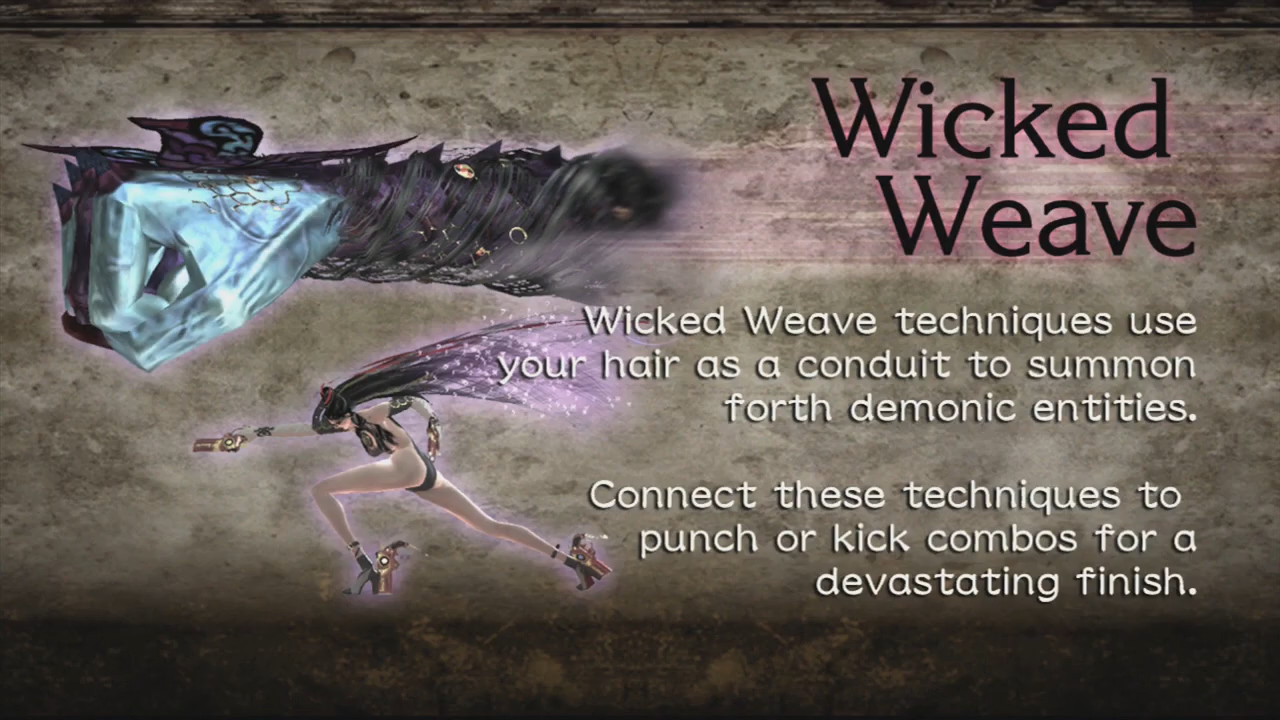 Wicked
Weave
Wicked Weave techniques use
your hair as a conduit to summon
forth demonic entities.
Connect these techniques to
punch or kick combos for a
devastating finish.